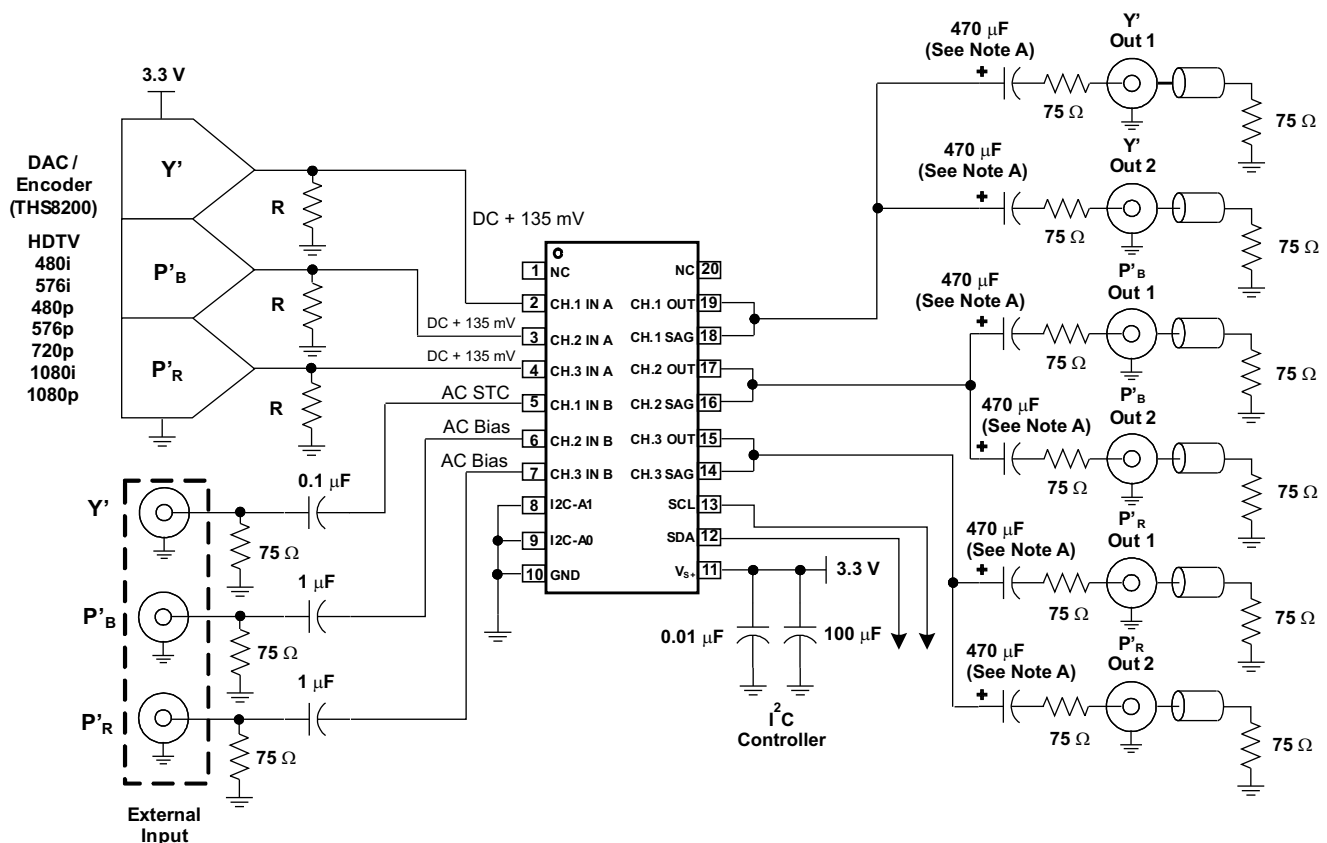 3.3 V
DAC /
Encoder
(THS8200)
HDTV
480i
576i
480p
576p
720p
1080i
1080p
Y'
P'B
P'R
R
R
R
DC + 135 mV
DC + 135 mV
DC + 135 mV
AC STC
AC Bias
AC Bias
Y'
P'B
P'R
0.1 μF
1 μF
1 μF
75 Ω
75 Ω
75 Ω
External
Input
1 NC
2 CH.1 IN A
3 CH.2 IN A
4 CH.3 IN A
5 CH.1 IN B
6 CH.2 IN B
7 CH.3 IN B
8 I2C-A1
9 I2C-A0
10 GND
NC 20
CH.1 OUT 19
CH.1 SAG 18
CH.2 OUT 17
CH.2 SAG 16
CH.3 OUT 15
CH.3 SAG 14
SCL 13
SDA 12
VS+ 11
3.3 V
0.01 μF
100 μF
I2C
Controller
470 μF
(See Note A)
+
75 Ω
Y'
Out 1
75 Ω
470 μF
(See Note A)
+
75 Ω
Y'
Out 2
75 Ω
470 μF
(See Note A)
+
75 Ω
P'B
Out 1
75 Ω
470 μF
(See Note A)
+
75 Ω
P'B
Out 2
75 Ω
470 μF
(See Note A)
+
75 Ω
P'R
Out 1
75 Ω
470 μF
(See Note A)
+
75 Ω
P'R
Out 2
75 Ω